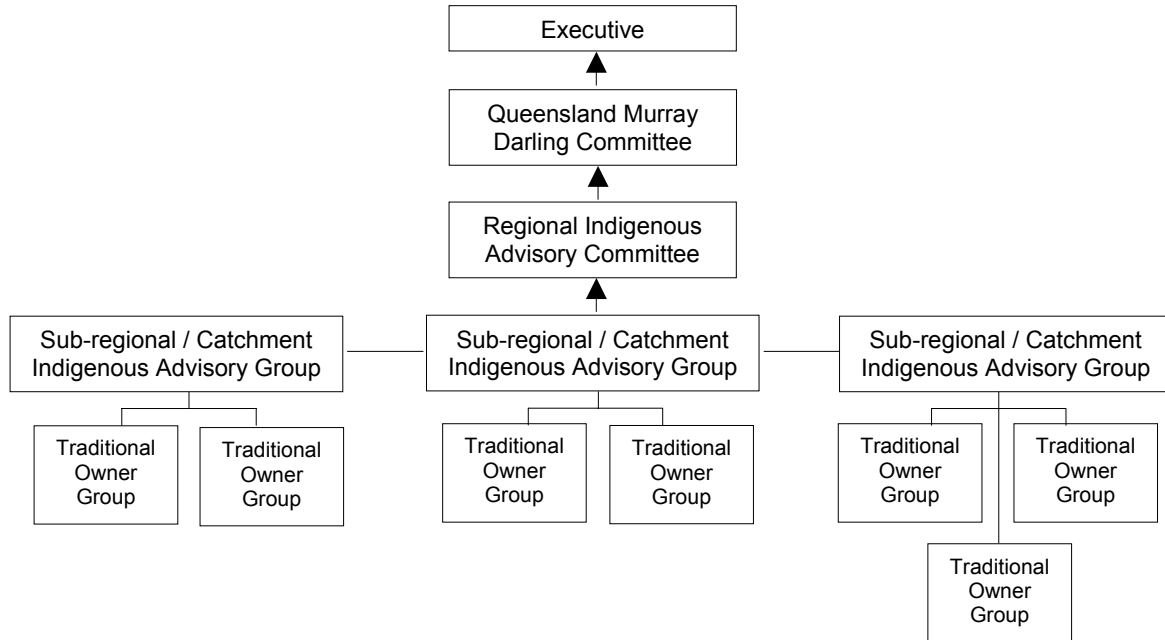 Executive
Queensland Murray
Darling Committee
Regional Indigenous
Advisory Committee
Sub-regional / Catchment
Indigenous Advisory Group
Sub-regional / Catchment
Indigenous Advisory Group
Sub-regional / Catchment
Indigenous Advisory Group
Traditional
Owner
Group
Traditional
Owner
Group
Traditional
Owner
Group
Traditional
Owner
Group
Traditional
Owner
Group
Traditional
Owner
Group
Traditional
Owner
Group